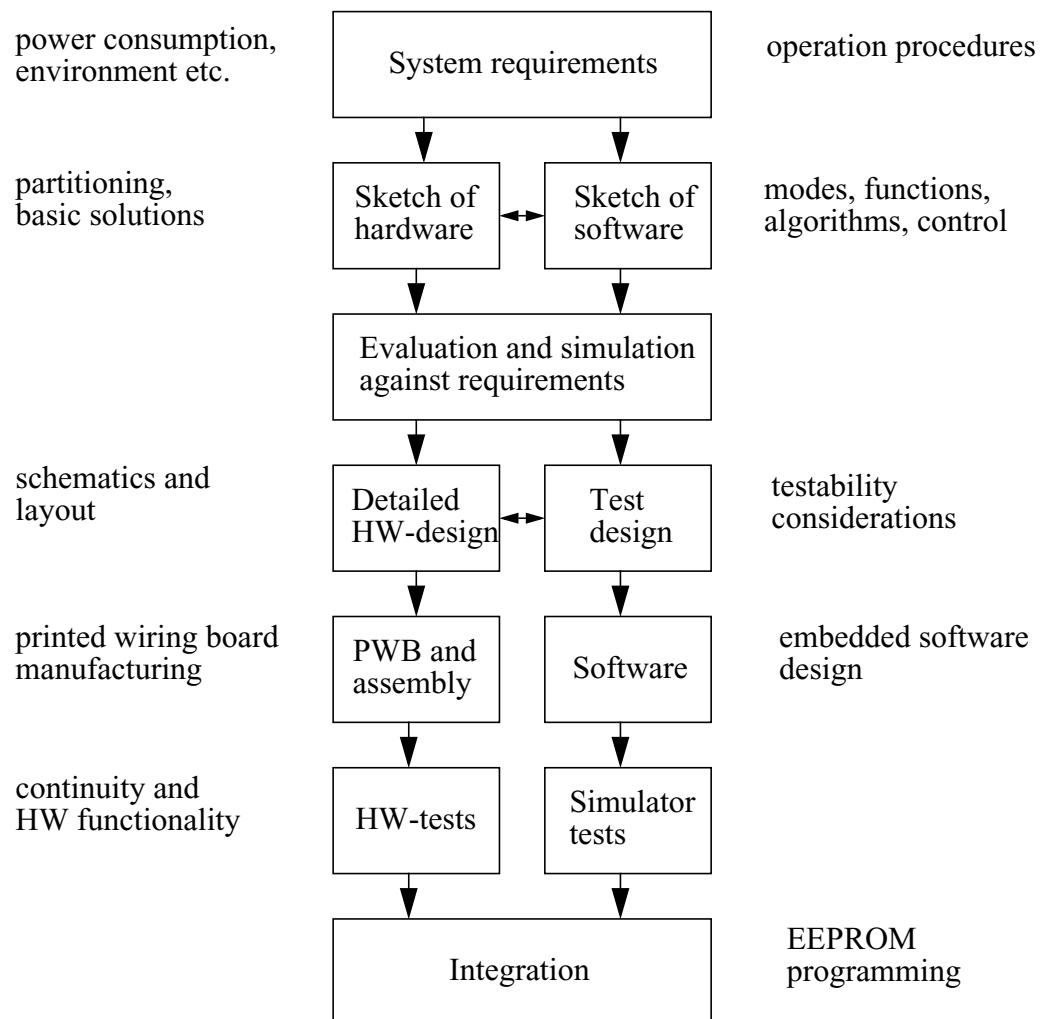 power consumption,
environment etc.
System requirements
operation procedures
partitioning,
basic solutions
Sketch of
hardware
Sketch of
software
modes, functions,
algorithms, control
Evaluation and simulation
against requirements
schematics and
layout
Detailed
HW-design
Test
design
testability
considerations
printed wiring board
manufacturing
PWB and
assembly
Software
embedded software
design
continuity and
HW functionality
HW-tests
Simulator
tests
Integration
EEPROM
programming